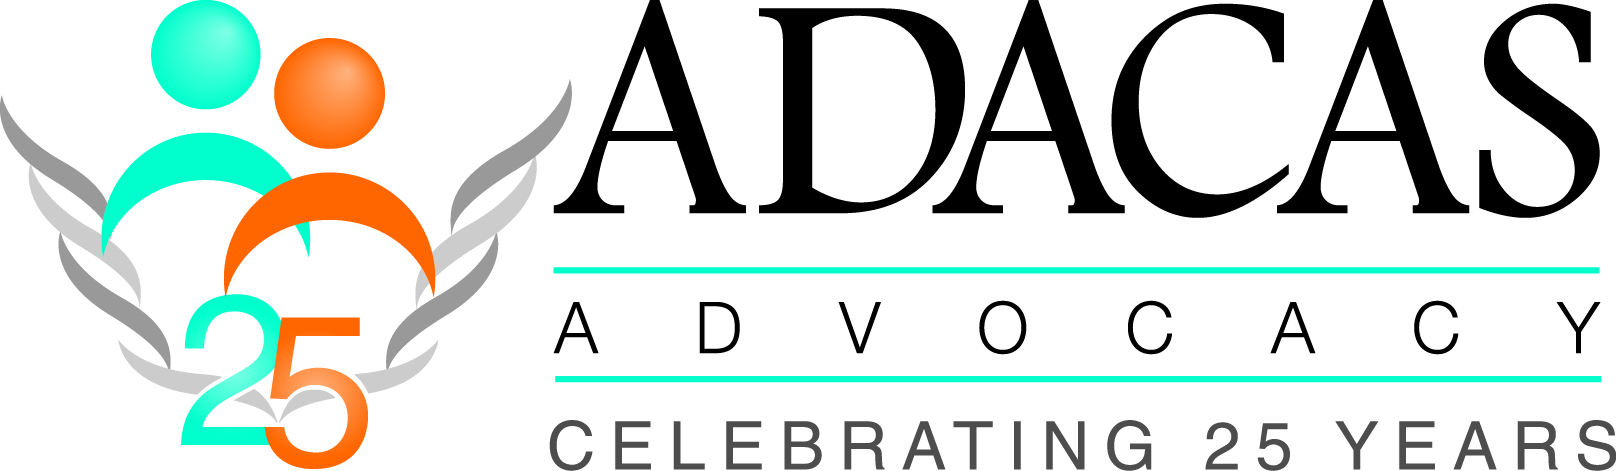 25
ADACAS
ADVOCACY
CELEBRATING 25 YEARS